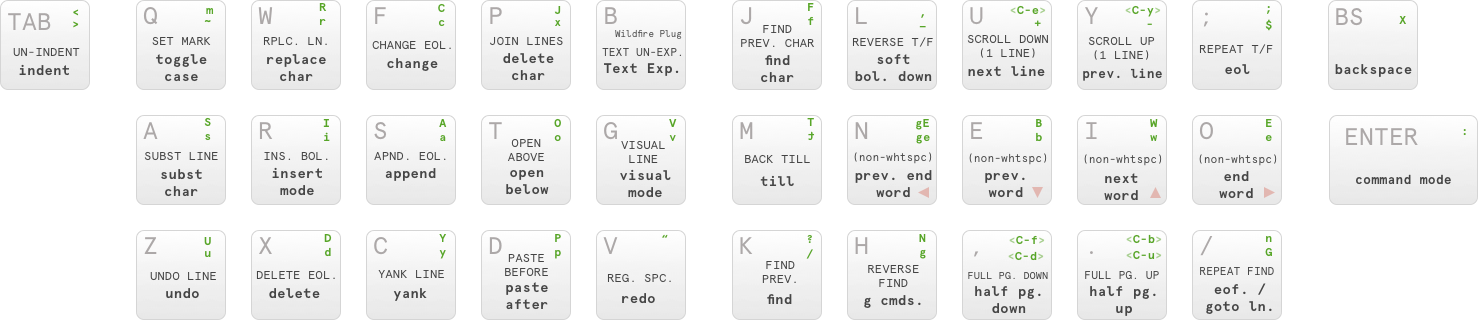 TAB < >
UN-INDENT
indent
Q m ~
SET MARK
toggle
case
W R r
RPLC. LN.
replace
char
F C c
CHANGE EOL.
change
P J x
JOIN LINES
delete
char
B
Wildfire Plug
TEXT UN-EXP.
Text Exp.
J F f
FIND
PREV. CHAR
find
char
L , _
REVERSE T/F
soft
bol. down
U <C-e> +
SCROLL DOWN
(1 LINE)
next line
Y <C-y> -
SCROLL UP
(1 LINE)
prev. line
; ; $
REPEAT T/F
eol
BS X
backspace
A S s
SUBST LINE
subst
char
R I i
INS. BOL.
insert
mode
S A a
APND. EOL.
append
T O o
OPEN
ABOVE
open
below
G V v
VISUAL
LINE
visual
mode
M T t
BACK TILL
till
N gE ge
(non-whtspc)
prev. end
word ◀
E B b
(non-whtspc)
prev.
word ▼
I W w
(non-whtspc)
next
word ▲
O E e
(non-whtspc)
end
word ▶
ENTER :
command mode
Z U u
UNDO LINE
undo
X D d
DELETE EOL.
delete
C Y y
YANK LINE
yank
D P p
PASTE
BEFORE
paste
after
V "
REG. SPC.
redo
K ? /
FIND
PREV.
find
H N g
REVERSE
FIND
g cmds.
, <C-f> <C-d>
FULL PG. DOWN
half pg.
down
. <C-b> <C-u>
FULL PG. UP
half pg.
up
/ n G
REPEAT FIND
eof. /
goto ln.